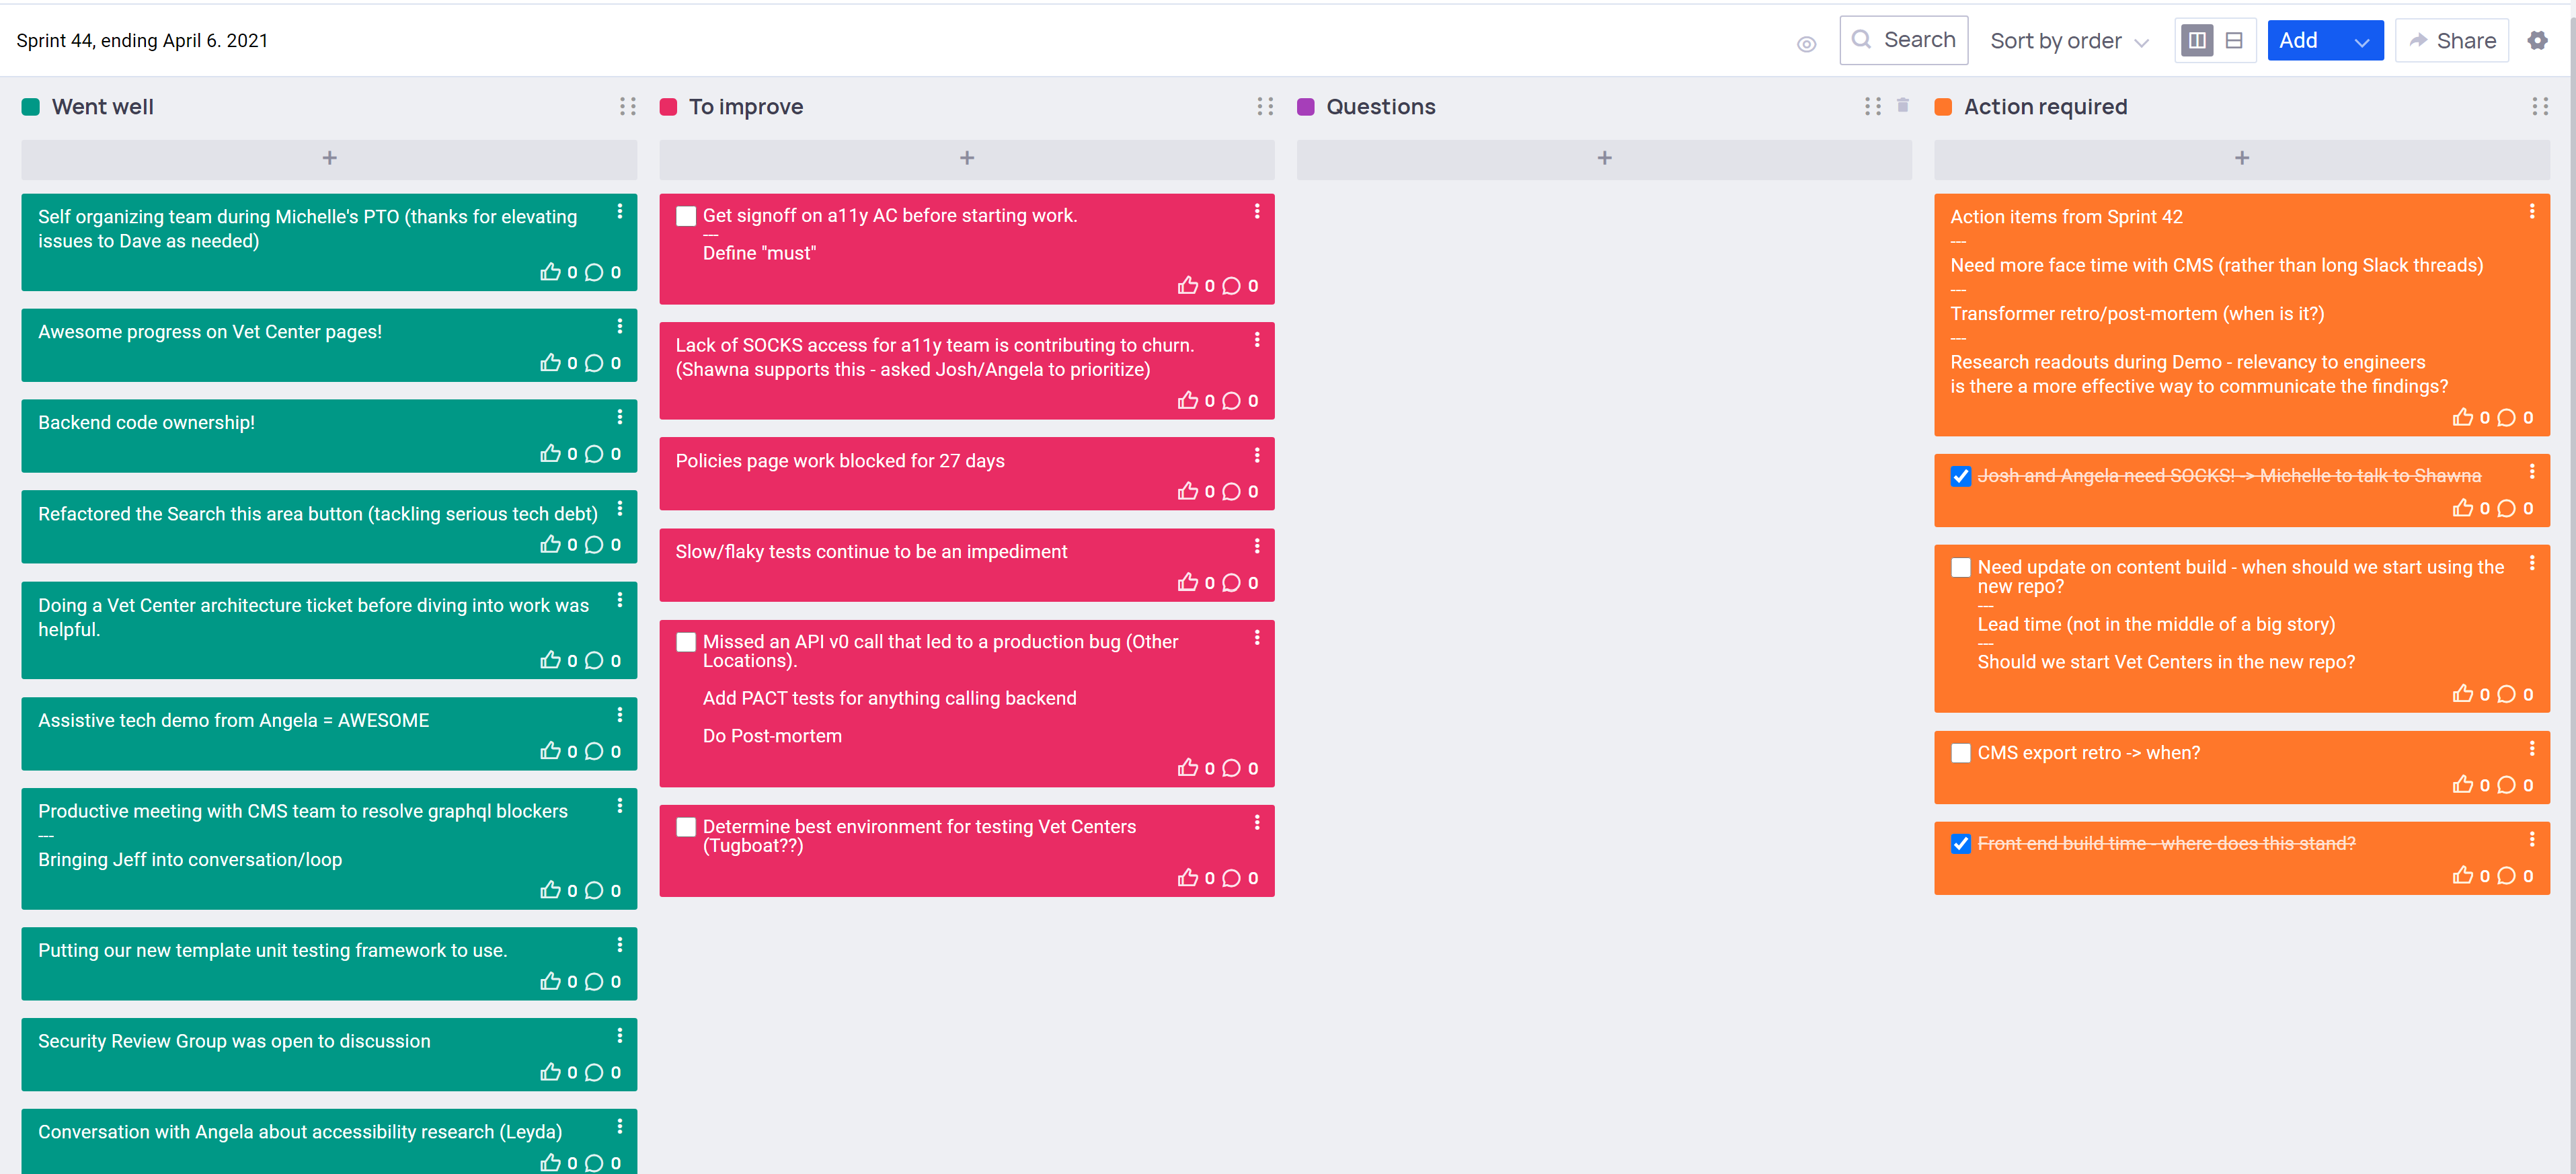 Sprint 44, ending April 6. 2021
Search
Sort by order
Add
Share
Went well
+
Self organizing team during Michelle's PTO (thanks for elevating
issues to Dave as needed)
0 0
Awesome progress on Vet Center pages!
0 0
Backend code ownership!
0 0
Refactored the Search this area button (tackling serious tech debt)
0 0
Doing a Vet Center architecture ticket before diving into work was
helpful.
0 0
Assistive tech demo from Angela = AWESOME
0 0
Productive meeting with CMS team to resolve graphql blockers
---
Bringing Jeff into conversation/loop
0 0
Putting our new template unit testing framework to use.
0 0
Security Review Group was open to discussion
0 0
Conversation with Angela about accessibility research (Leyda)
0 0
To improve
+
Get signoff on a11y AC before starting work.
---
Define "must"
0 0
Lack of SOCKS access for a11y team is contributing to churn.
(Shawna supports this - asked Josh/Angela to prioritize)
0 0
Policies page work blocked for 27 days
0 0
Slow/flaky tests continue to be an impediment
0 0
Missed an API v0 call that led to a production bug (Other
Locations).
Add PACT tests for anything calling backend
Do Post-mortem
0 0
Determine best environment for testing Vet Centers
(Tugboat??)
0 0
Questions
+
Action required
+
Action items from Sprint 42
---
Need more face time with CMS (rather than long Slack threads)
---
Transformer retro/post-mortem (when is it?)
---
Research readouts during Demo - relevancy to engineers
is there a more effective way to communicate the findings?
0 0
Josh and Angela need SOCKS! -> Michelle to talk to Shawna
0 0
Need update on content build - when should we start using the
new repo?
---
Lead time (not in the middle of a big story)
---
Should we start Vet Centers in the new repo?
0 0
CMS export retro -> when?
0 0
Front end build time - where does this stand?
0 0